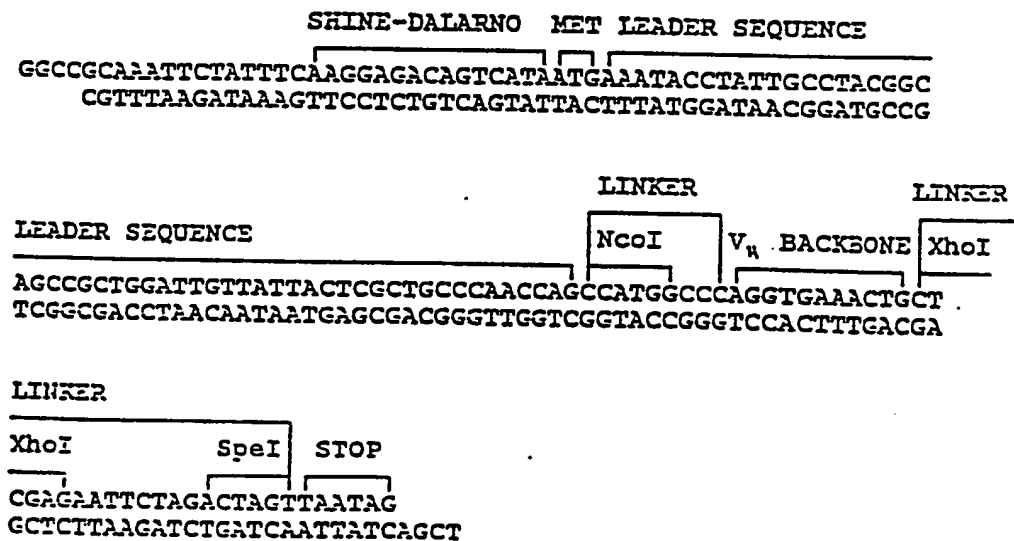 SHINE-DALARNO MET LEADER SEQUENCE
GGCCGCAAATTCTATTTCAAGGAGACAGTCATAATGAAATACCTATTGCCTACGGC
CGTTTAAGATAAAGTTCCTCTGTCAGTATTACTTTATGGATAACGGATGCCG
LINKER LINKER
LEADER SEQUENCE NcoI VH BACKBONE XhoI
AGCCGCTGGATTGTTATTACTCGCTGCCCAACCAGCCATGGCCCAGGTGAAACTGCT
TCGGCGACCTAACAATAATGAGCGACGGGTTGGTCGGTACCGGGTCCACTTTGACGA
LINKER
XhoI SpeI STOP
CGAGAATTCTAGACTAGTTAATAG
GCTCTTAAGATCTGATCAATTATCAGCT